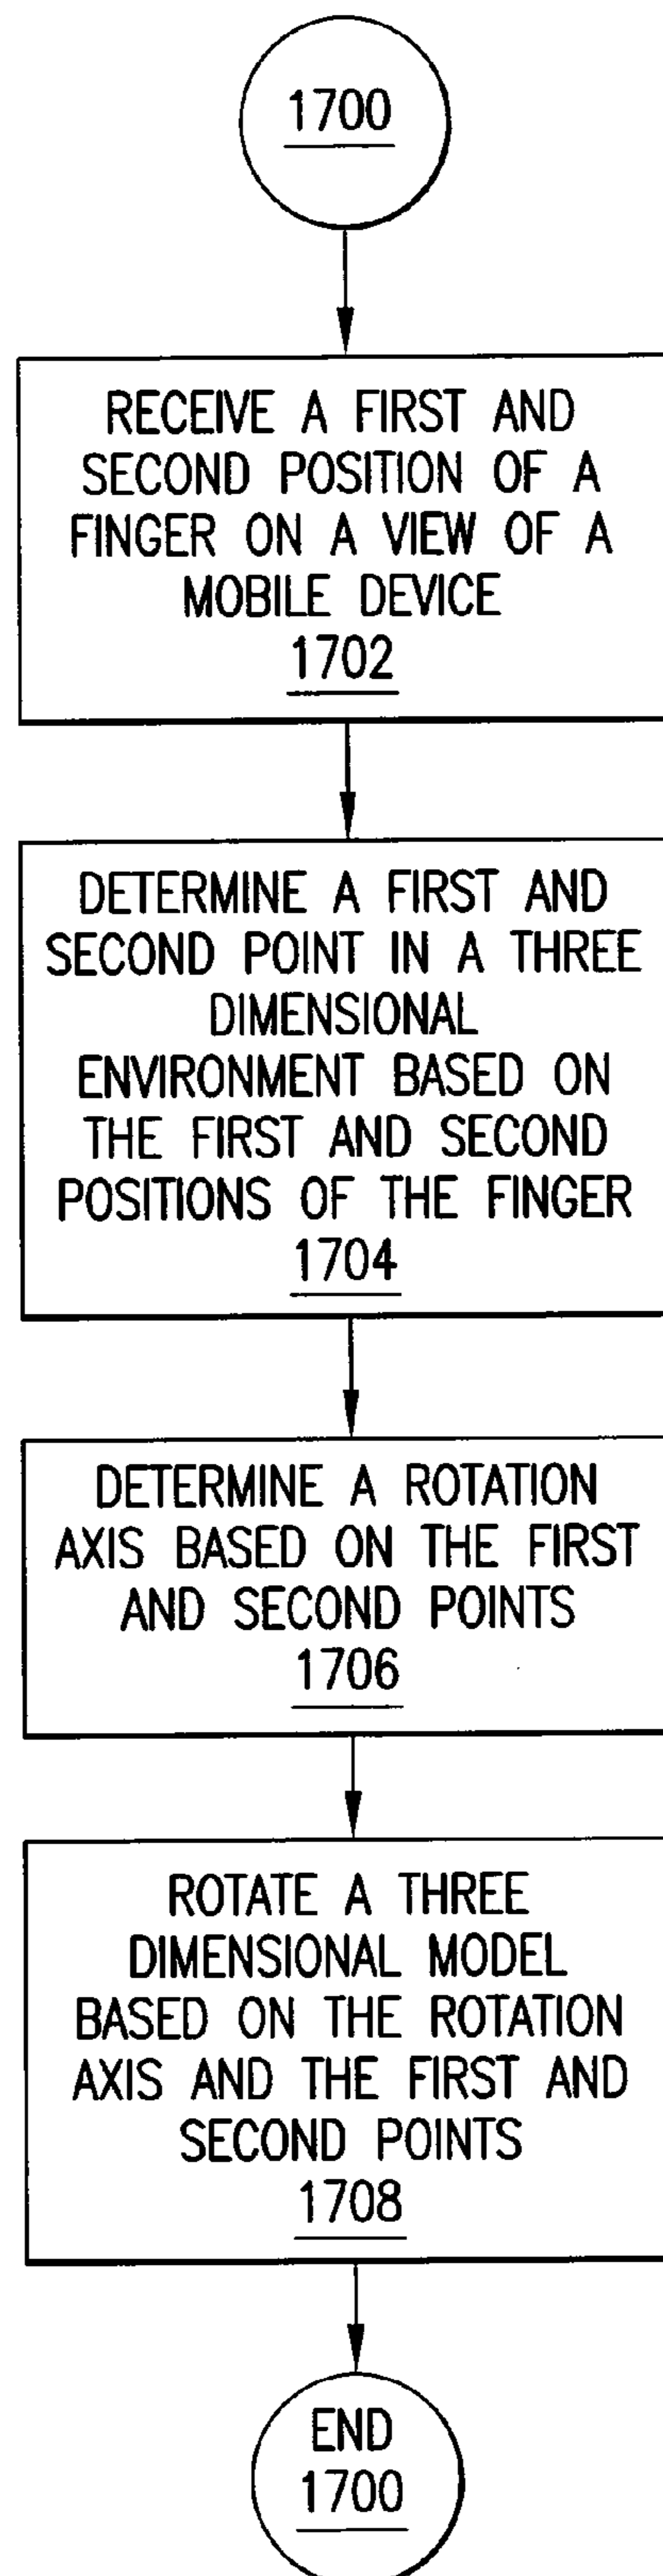 1700
RECEIVE A FIRST AND
SECOND POSITION OF A
FINGER ON A VIEW OF A
MOBILE DEVICE
1702
DETERMINE A FIRST AND
SECOND POINT IN A THREE
DIMENSIONAL
ENVIRONMENT BASED ON
THE FIRST AND SECOND
POSITIONS OF THE FINGER
1704
DETERMINE A ROTATION
AXIS BASED ON THE FIRST
AND SECOND POINTS
1706
ROTATE A THREE
DIMENSIONAL MODEL
BASED ON THE ROTATION
AXIS AND THE FIRST AND
SECOND POINTS
1708
END
1700